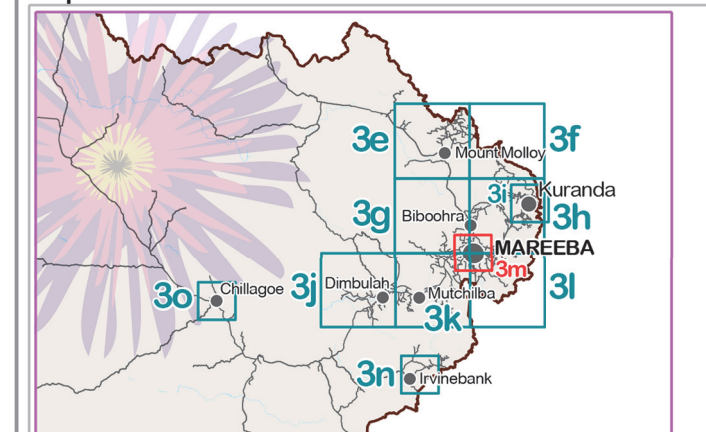 3e
3f
Mount Molloy
3i
Kuranda
3g
Biboohra
3h
MAREEBA
3m
3o
Chillagoe
3j
Dimbulah
Mutchilba
3l
3k
3n
Irvinebank